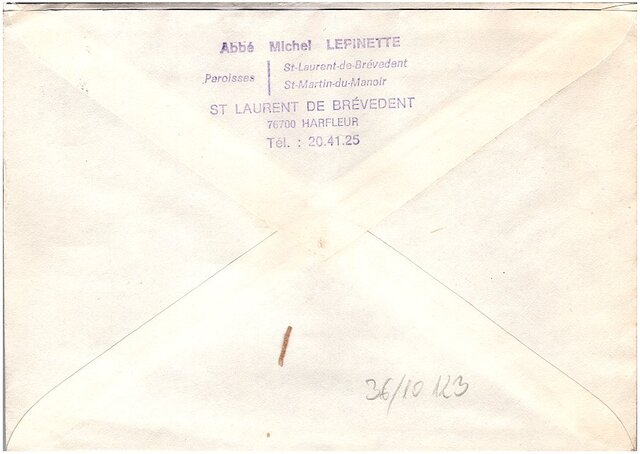 Abbé Michel LEPINETTE
Paroisses
St-Laurent-de-Brévedent
St-Martin-du-Manoir
ST LAURENT DE BRÉVEDENT
76700 HARFLEUR
Tél. : 20.41.25
36/10 123